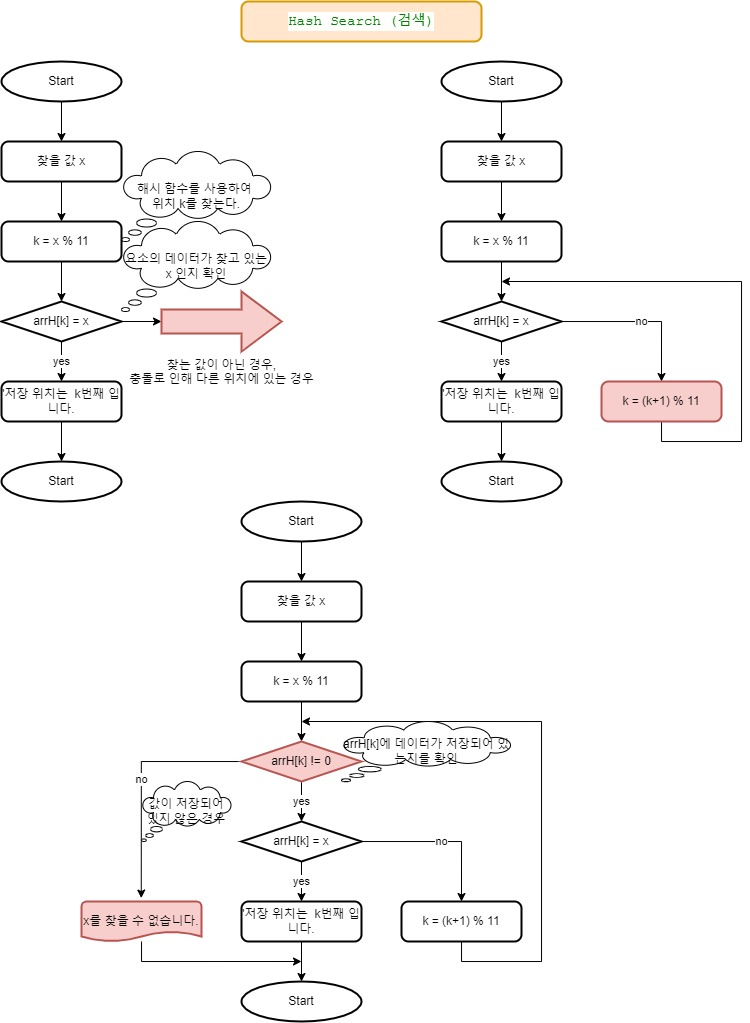 Hash Search (검색)
Start
찾을 값 x
해시 함수를 사용하여
위치 k를 찾는다.
k = x % 11
요소의 데이터가 찾고 있는
x 인지 확인
arrH[k] = x
yes
찾는 값이 아닌 경우,
충돌로 인해 다른 위치에 있는 경우
'저장 위치는 k번째 입
니다.
Start
Start
찾을 값 x
k = x % 11
arrH[k] = x
no
yes
'저장 위치는 k번째 입
니다.
k = (k+1) % 11
Start
Start
찾을 값 x
k = x % 11
arrH[k] != 0
arrH[k]에 데이터가 저장되어 있
는지를 확인
no
값이 저장되어
있지 않은 경우
yes
arrH[k] = x
no
yes
x를 찾을 수 없습니다.
'저장 위치는 k번째 입
니다.
k = (k+1) % 11
Start